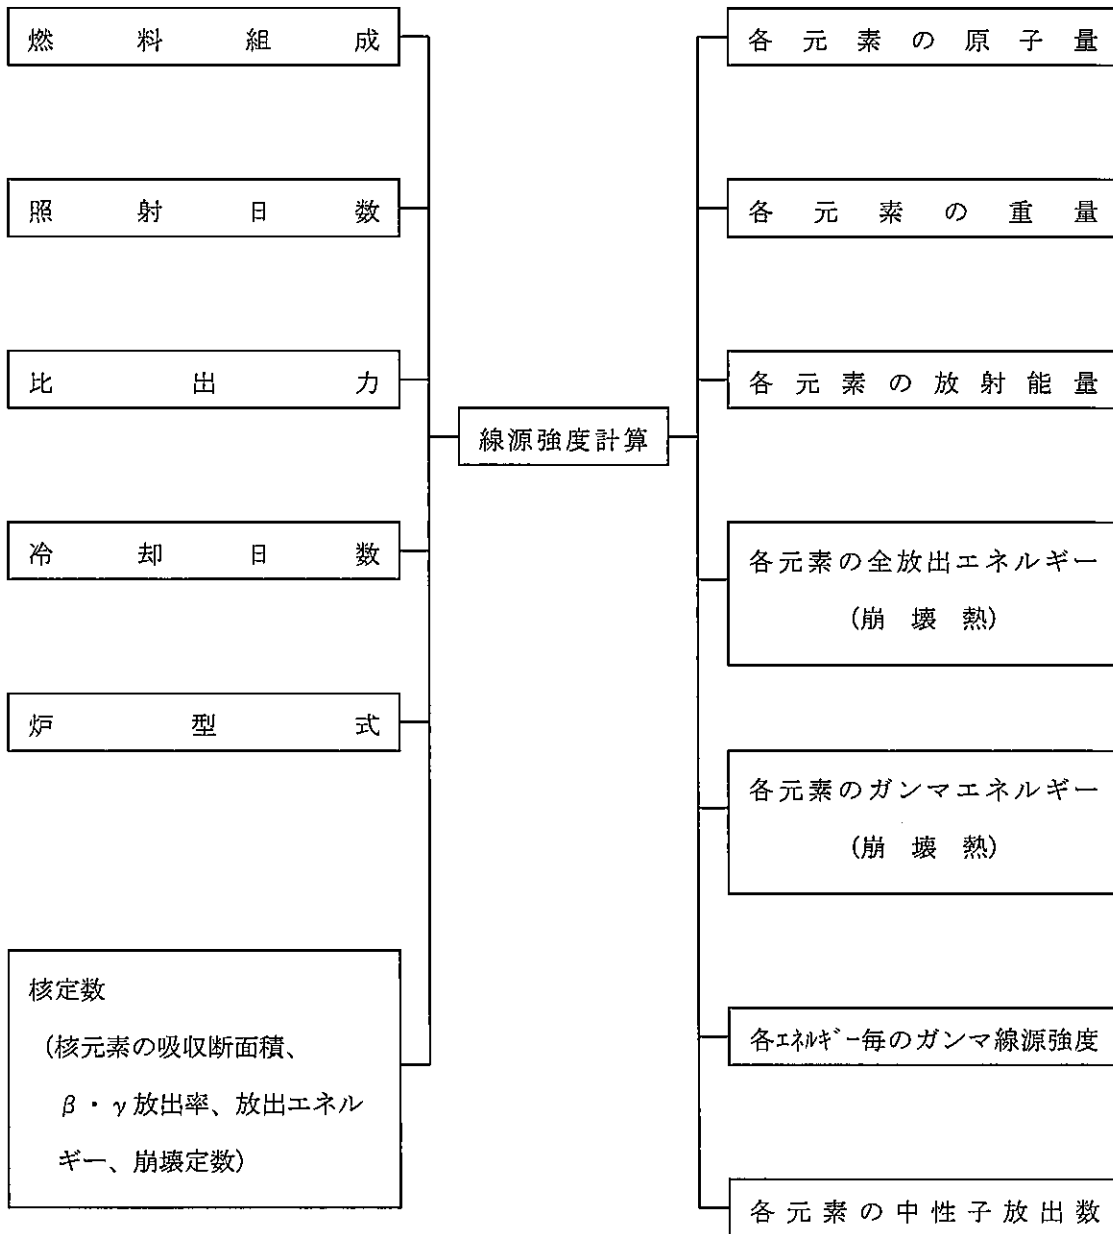 燃料組成
照射日数
比出力
冷却日数
炉型式
核定数
(核元素の吸収断面積、
β・γ放出率、放出エネル
ギー、崩壊定数)
線源強度計算
各元素の原子量
各元素の重量
各元素の放射能量
各元素の全放出エネルギー
(崩壊熱)
各元素のガンマエネルギー
(崩壊熱)
各エネルギー毎のガンマ線源強度
各元素の中性子放出数